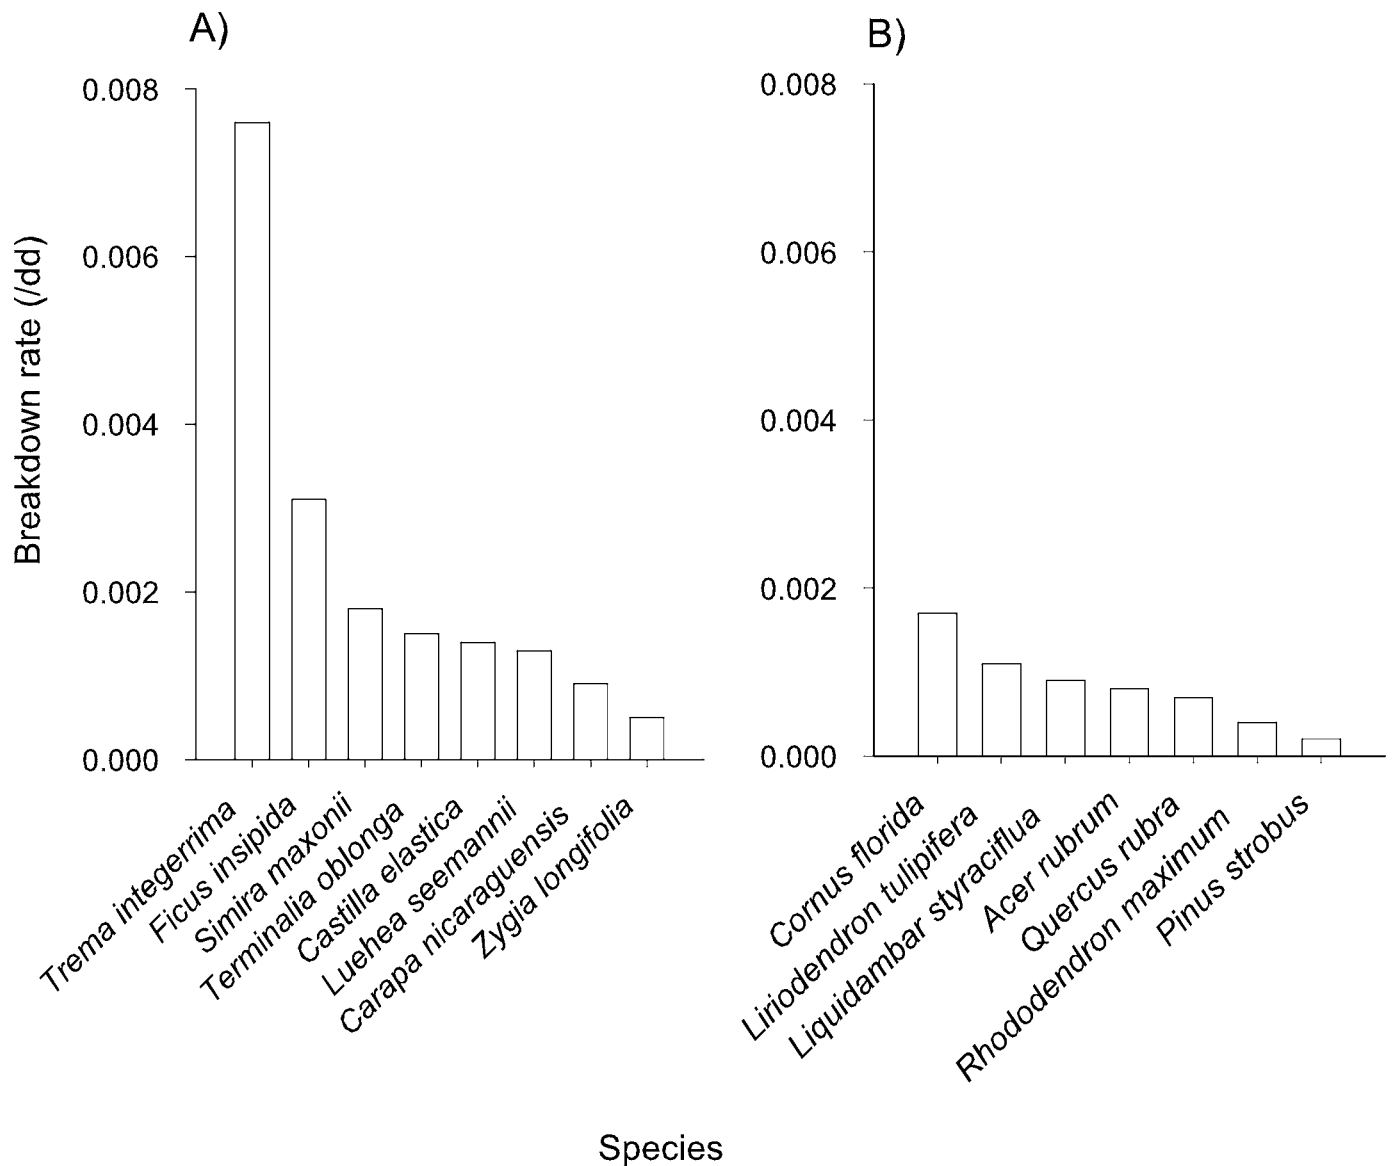 A)
Breakdown rate (/dd)
0.008
0.006
0.004
0.002
0.000
Trema integerrima
Ficus insipida
Simira maxonii
Terminalia oblonga
Castilla elastica
Luehea seemannii
Carapa nicaraguensis
Zygia longifolia
B)
0.008
0.006
0.004
0.002
0.000
Cornus florida
Liriodendron tulipifera
Liquidambar styraciflua
Acer rubrum
Quercus rubra
Rhododendron maximum
Pinus strobus
Species